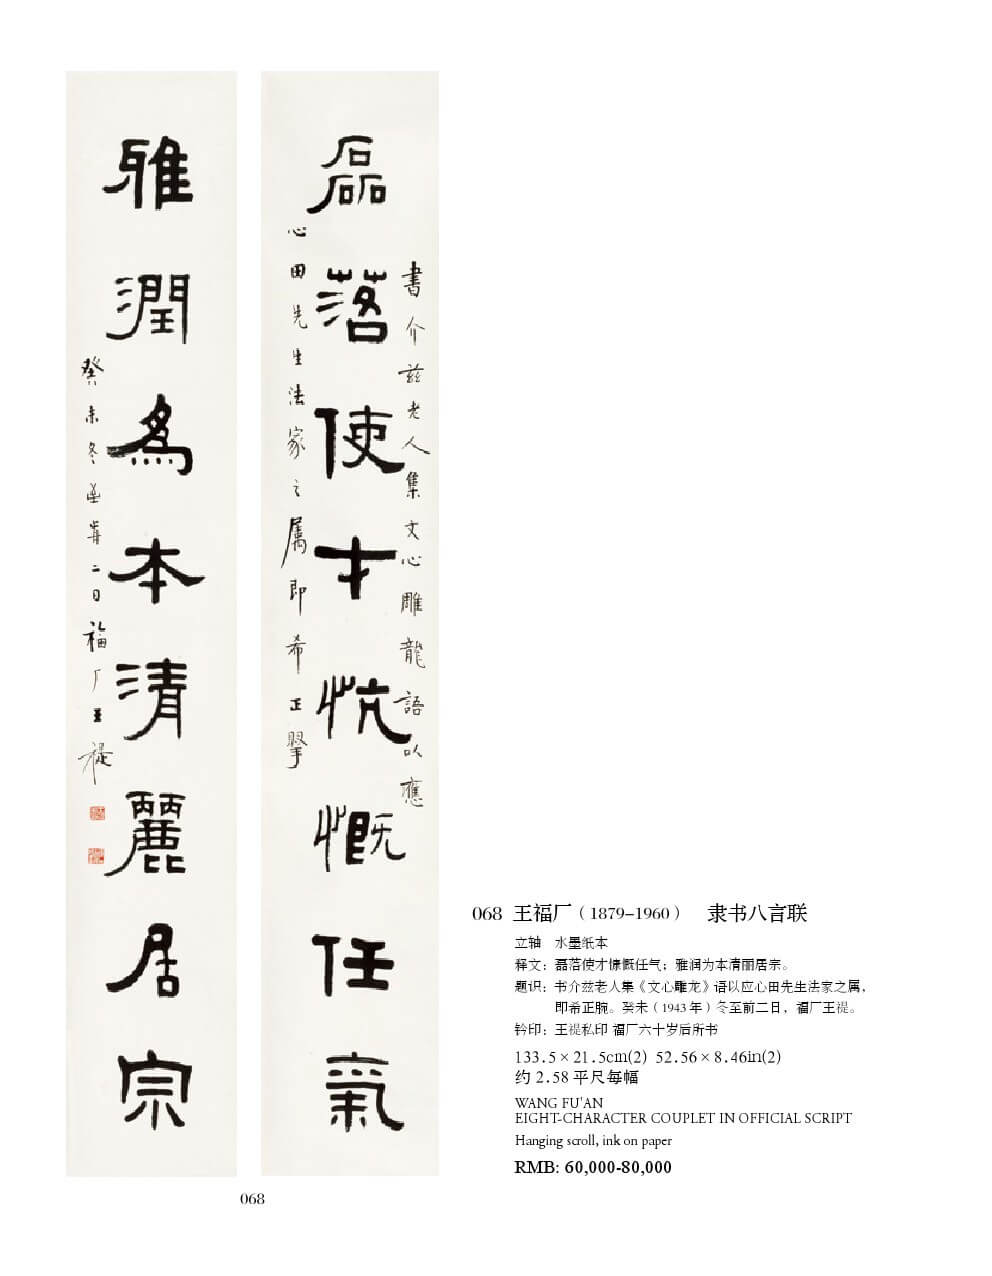 書介兹老人集文心雕龍語以應
磊落使才忼慨任氣
心田先生法家之属即希正掔
雅潤為本清麗居宗
癸未冬至歬二日福厂王禔
068 王福厂（1879–1960） 隶书八言联
立轴 水墨纸本
释文：磊落使才慷慨任气；雅润为本清丽居宗。
题识：书介兹老人集《文心雕龙》语以应心田先生法家之属，
即希正腕。癸未（1943 年）冬至前二日，福厂王禔。
钤印：王禔私印 福厂六十岁后所书
133.5×21.5cm(2) 52.56×8.46in(2)
约 2.58 平尺每幅
WANG FU'AN
EIGHT-CHARACTER COUPLET IN OFFICIAL SCRIPT
Hanging scroll, ink on paper
RMB: 60,000-80,000
068